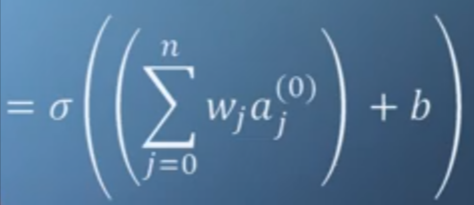 = σ((∑_{j=0}^{n} w_j a_j^{(0)}) + b)